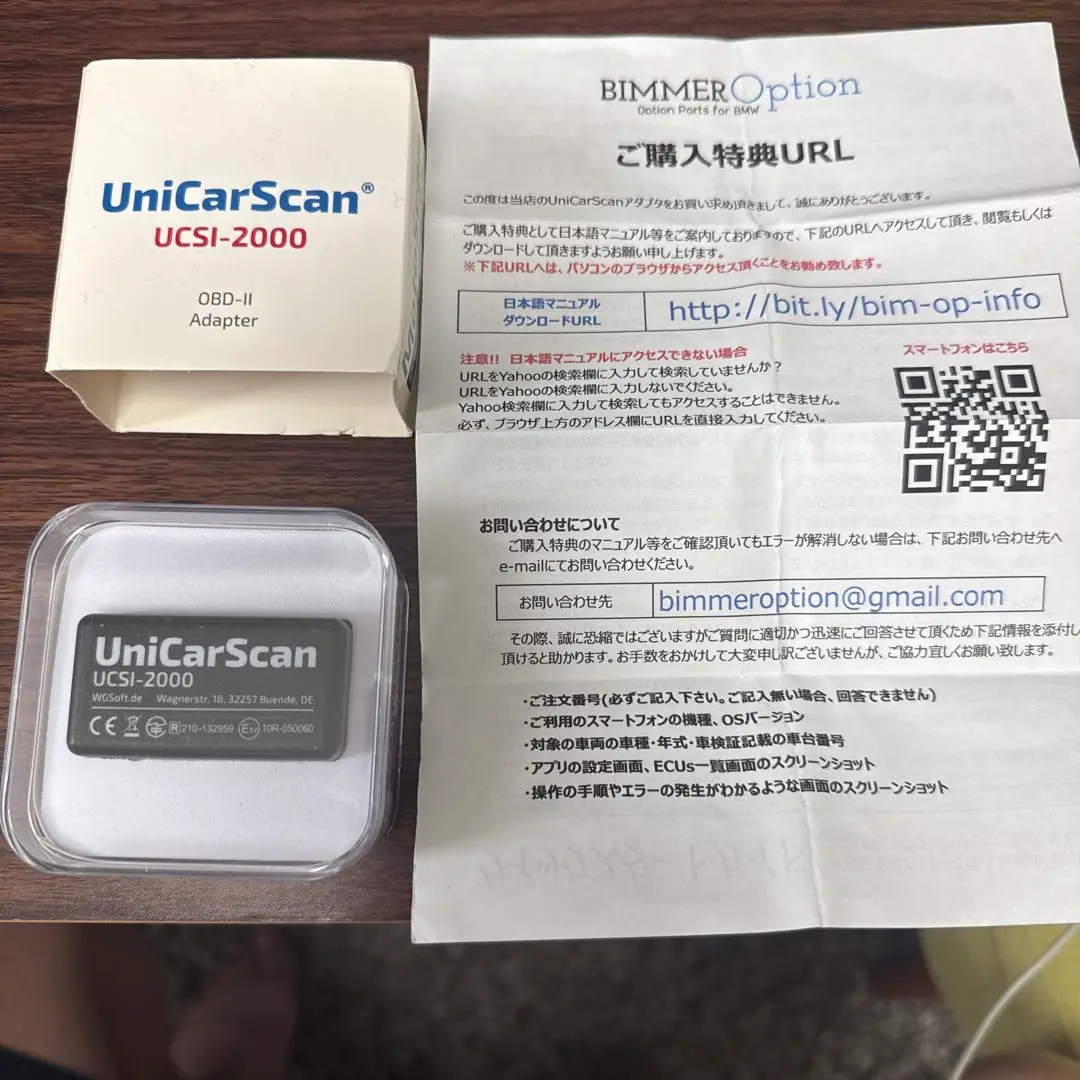 UniCarScan®
UCSI-2000
OBD-II
Adapter
UniCarScan
UCSI-2000
WGSoft.de Wagnerstr. 18, 32257 Buende, DE
CE R 210-132959 10R-050060
BIMMEROption
Option Parts for BMW
ご購入特典URL
この度は当店のUniCarScanアダプタをお買い求め頂きまして、誠にありがとうございます。
ご購入特典として日本語マニュアル等をご案内しておりますので、下記のURLへアクセスして頂き、閲覧もしくは
ダウンロードして頂きますようお願い申し上げます。
※下記URLへは、パソコンのブラウザからアクセス頂くことをお勧め致します。
日本語マニュアル
ダウンロードURL
http://bit.ly/bim-op-info
注意!! 日本語マニュアルにアクセスできない場合
URLをYahooの検索欄に入力して検索していませんか?
URLをYahooの検索欄に入力しないでください。
Yahoo検索欄に入力して検索してもアクセスすることはできません。
必ず、ブラウザ上方のアドレス欄にURLを直接入力してください。
スマートフォンはこちら
お問い合わせについて
ご購入特典のマニュアル等をご確認頂いてもエラーが解消しない場合は、下記お問い合わせ先へ
e-mailにてお問い合わせください。
お問い合わせ先
bimmeroption@gmail.com
その際、誠に恐縮ではございますがご質問に適切かつ迅速にご回答させて頂くため下記情報を添付し
頂けると助かります。お手数をおかけして大変申し訳ございませんが、ご協力宜しくお願い致します。
・ご注文番号(必ずご記入下さい。ご記入無い場合、回答できません)
・ご利用のスマートフォンの機種、OSバージョン
・対象の車両の車種・年式・車検証記載の車台番号
・アプリの設定画面、ECUs一覧画面のスクリーンショット
・操作の手順やエラーの発生がわかるような画面のスクリーンショット